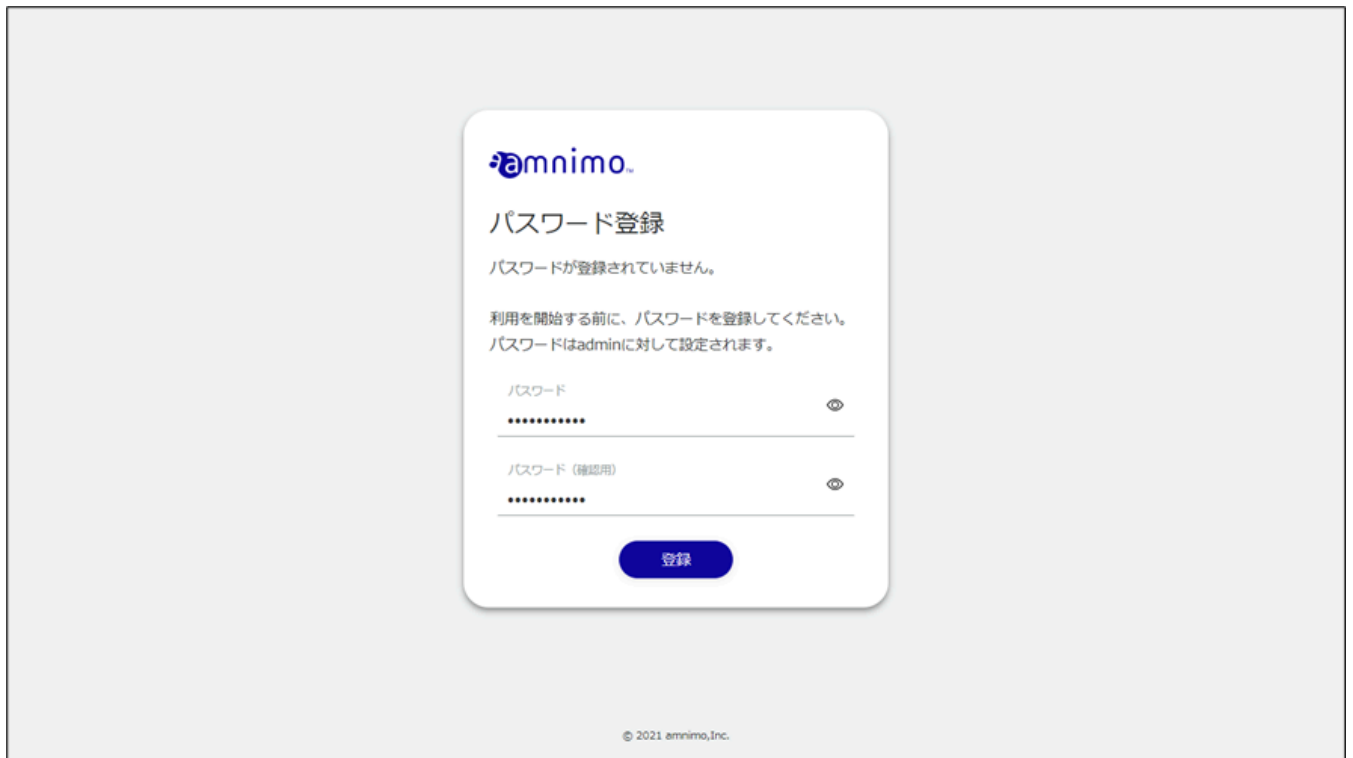 amnimo™
パスワード登録
パスワードが登録されていません。
利用を開始する前に、パスワードを登録してください。
パスワードはadminに対して設定されます。
パスワード
•••••••••••
パスワード（確認用）
•••••••••••
登録
© 2021 amnimo,Inc.